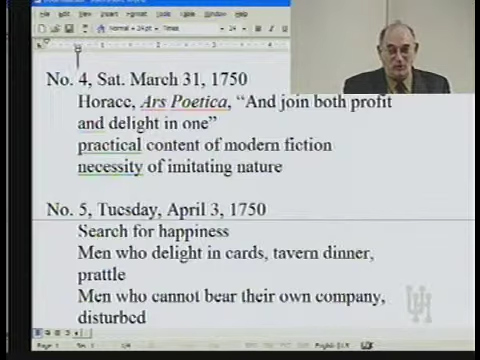 No. 4, Sat. March 31, 1750
Horace, Ars Poetica, “And join both profit
and delight in one”
practical content of modern fiction
necessity of imitating nature
No. 5, Tuesday, April 3, 1750
Search for happiness
Men who delight in cards, tavern dinner,
prattle
Men who cannot bear their own company,
disturbed